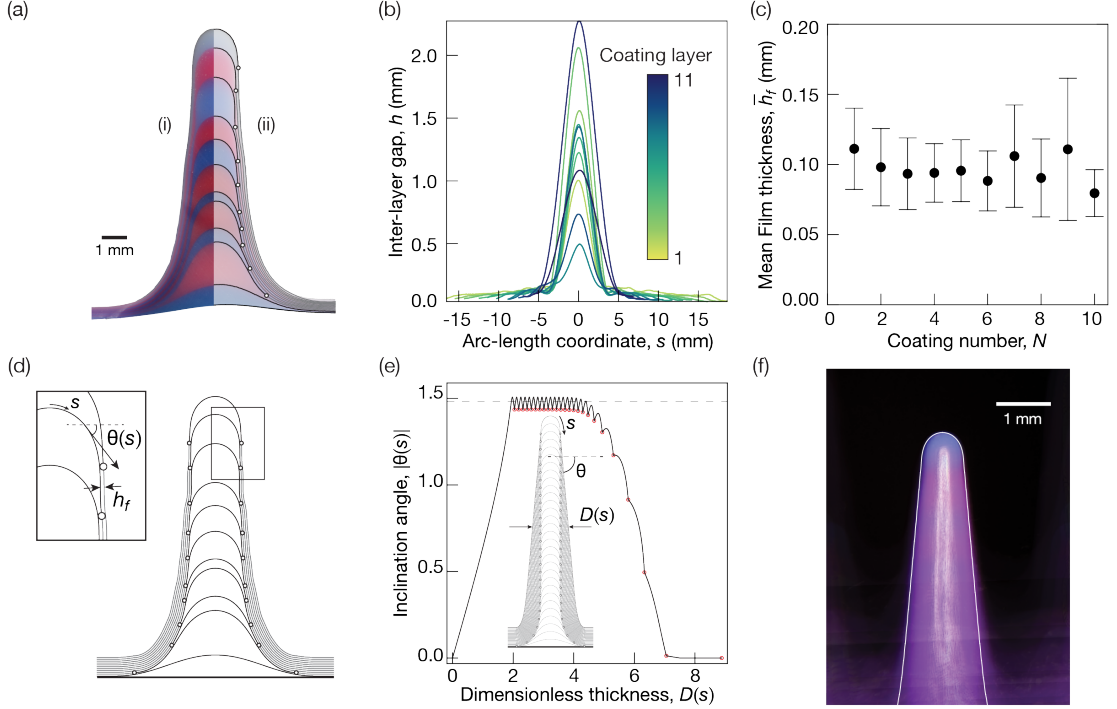 (a)
(i)
(ii)
1 mm
(b)
Inter-layer gap, h (mm)
2.0
1.5
1.0
0.5
0.0
Coating layer
11
1
-15
-10
-5
0
5
10
15
Arc-length coordinate, s (mm)
(c)
Mean Film thickness, h̅f (mm)
0.20
0.15
0.10
0.05
0.00
0
2
4
6
8
10
Coating number, N
(d)
s
θ(s)
hf
(e)
Inclination angle, |θ(s)|
1.5
1.0
0.5
0.0
s
θ
D(s)
0
2
4
6
8
Dimensionless thickness, D(s)
(f)
1 mm